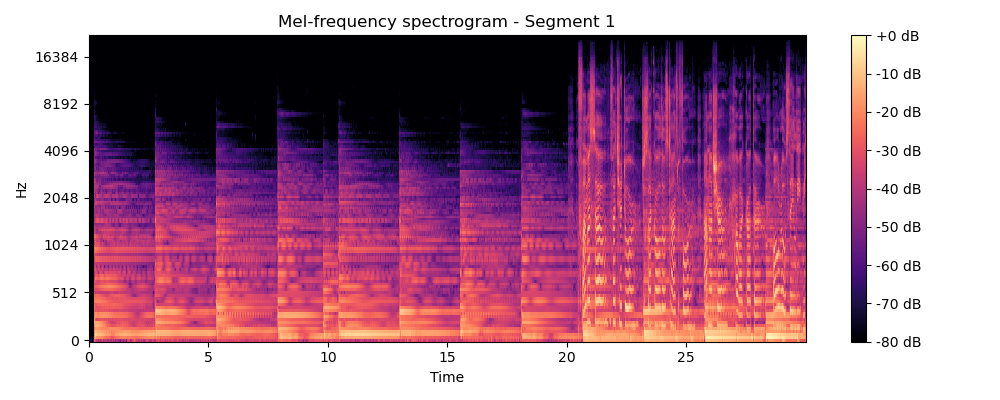 Mel-frequency spectrogram - Segment 1
Hz
16384
8192
4096
2048
1024
512
0
0
5
10
15
20
25
Time
+0 dB
-10 dB
-20 dB
-30 dB
-40 dB
-50 dB
-60 dB
-70 dB
-80 dB